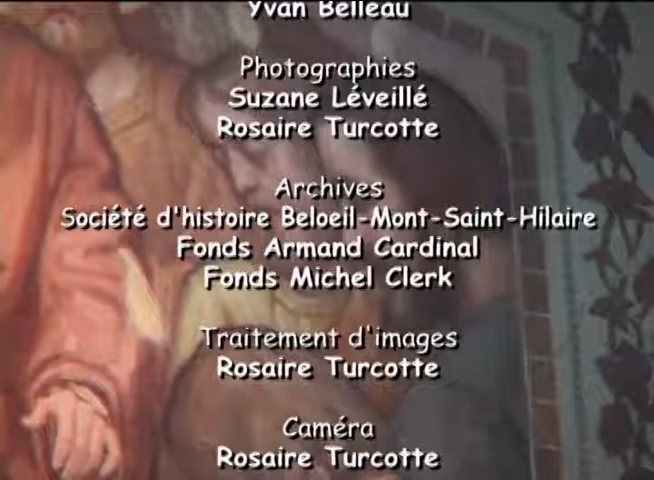 Yvan Belleau
Photographies
Suzane Léveillé
Rosaire Turcotte
Archives
Société d'histoire Beloeil-Mont-Saint-Hilaire
Fonds Armand Cardinal
Fonds Michel Clerk
Traitement d'images
Rosaire Turcotte
Caméra
Rosaire Turcotte